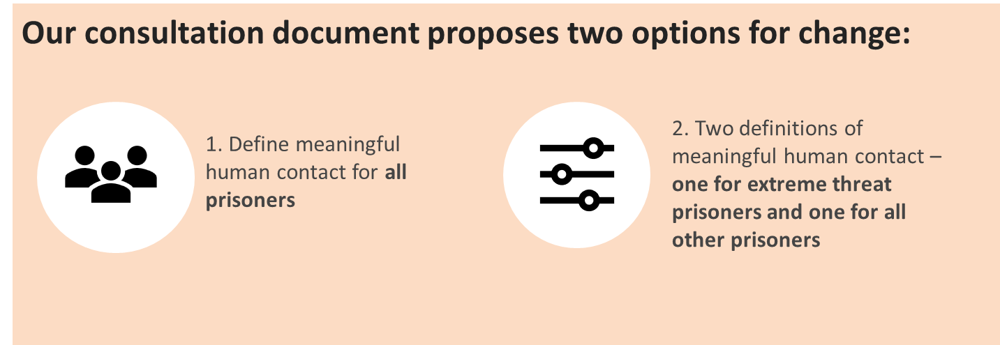 Our consultation document proposes two options for change:
1. Define meaningful
human contact for all
prisoners
2. Two definitions of
meaningful human contact –
one for extreme threat
prisoners and one for all
other prisoners